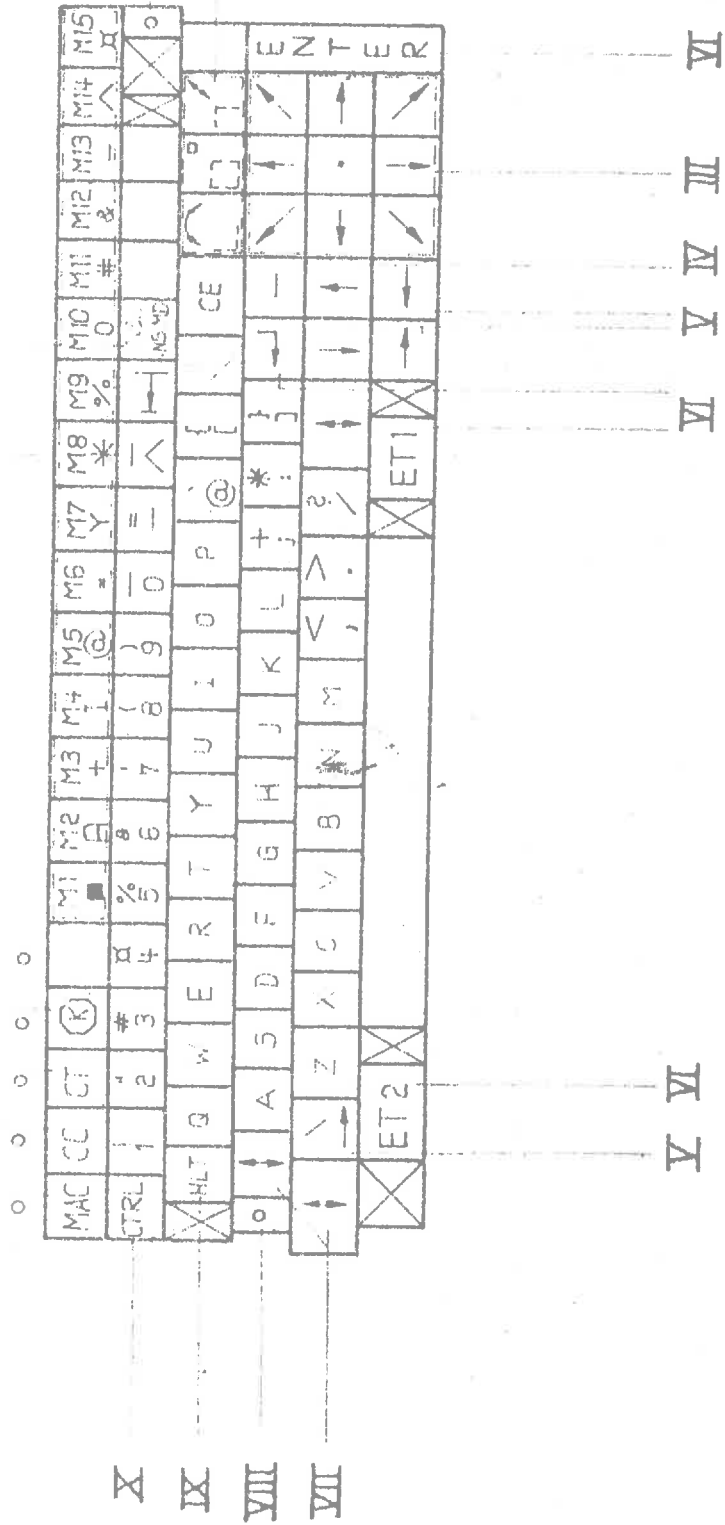 MAC CC CT K M1 M2 M3 + M4 M5 @ M6 M7 Y M8 * M9 % M10 0 M11 # M12 & M13 = M14 ^ M15 ¤
CTRL 1 " 2 # 3 ¤ 4 % 5 & 6 ' 7 ( 8 ) 9 _ 0 = - ^
HLT Q W E R T Y U I O P @ { [ \ CE
A S D F G H J K L + ; * : } ] - E N T E R
Z X C V B N M < , > . ? /
ET2 ET1
X IX VIII VII
V VI VI V IV III VI